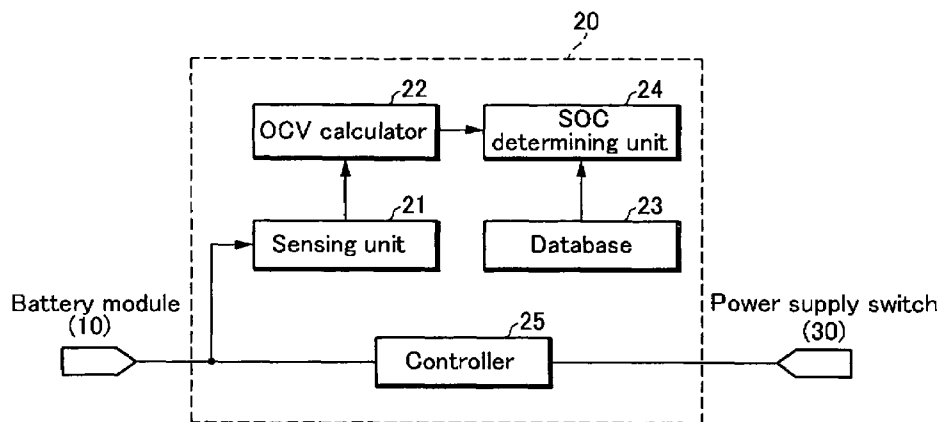 20
22
OCV calculator
24
SOC
determining unit
21
Sensing unit
23
Database
Battery module
(10)
25
Controller
Power supply switch
(30)